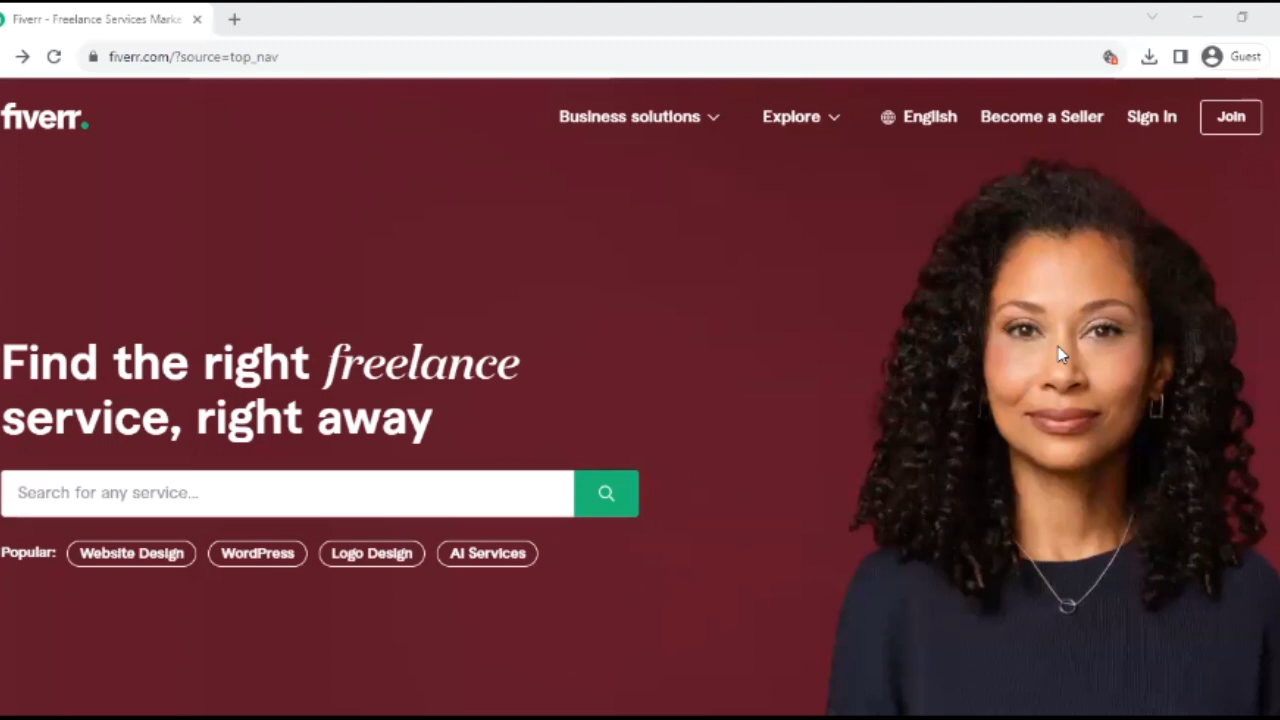 Fiverr - Freelance Services Marke
fiverr.com/?source=top_nav
Guest
fiverr.
Business solutions
Explore
English
Become a Seller
Sign In
Join
Find the right freelance
service, right away
Search for any service...
Popular:
Website Design
WordPress
Logo Design
AI Services